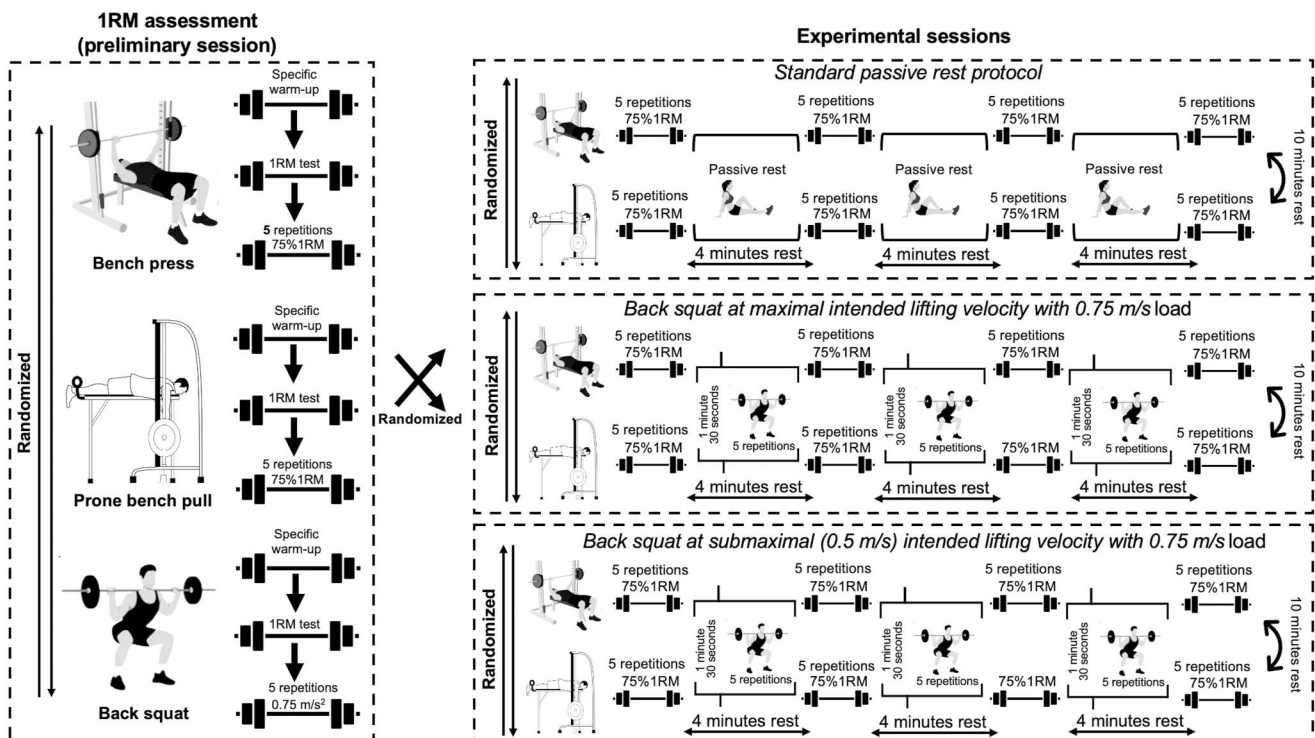 1RM assessment
(preliminary session)
Randomized
Specific
warm-up
1RM test
5 repetitions
75%1RM
Bench press
Specific
warm-up
1RM test
5 repetitions
75%1RM
Prone bench pull
Specific
warm-up
1RM test
5 repetitions
0.75 m/s²
Back squat
Randomized
Experimental sessions
Standard passive rest protocol
Randomized
5 repetitions 5 repetitions 5 repetitions 5 repetitions
75%1RM 75%1RM 75%1RM 75%1RM
Passive rest Passive rest Passive rest
5 repetitions 5 repetitions 5 repetitions 5 repetitions
75%1RM 75%1RM 75%1RM 75%1RM
4 minutes rest 4 minutes rest 4 minutes rest
10 minutes rest
Back squat at maximal intended lifting velocity with 0.75 m/s load
Randomized
5 repetitions 5 repetitions 5 repetitions 5 repetitions
75%1RM 75%1RM 75%1RM 75%1RM
1 minute 1 minute 1 minute
30 seconds 30 seconds 30 seconds
5 repetitions 5 repetitions 5 repetitions
5 repetitions 5 repetitions 5 repetitions
75%1RM 75%1RM 75%1RM 75%1RM
4 minutes rest 4 minutes rest 4 minutes rest
10 minutes rest
Back squat at submaximal (0.5 m/s) intended lifting velocity with 0.75 m/s load
Randomized
5 repetitions 5 repetitions 5 repetitions 5 repetitions
75%1RM 75%1RM 75%1RM 75%1RM
1 minute 1 minute 1 minute
30 seconds 30 seconds 30 seconds
5 repetitions 5 repetitions 5 repetitions
5 repetitions 5 repetitions 5 repetitions
75%1RM 75%1RM 75%1RM 75%1RM
4 minutes rest 4 minutes rest 4 minutes rest
10 minutes rest